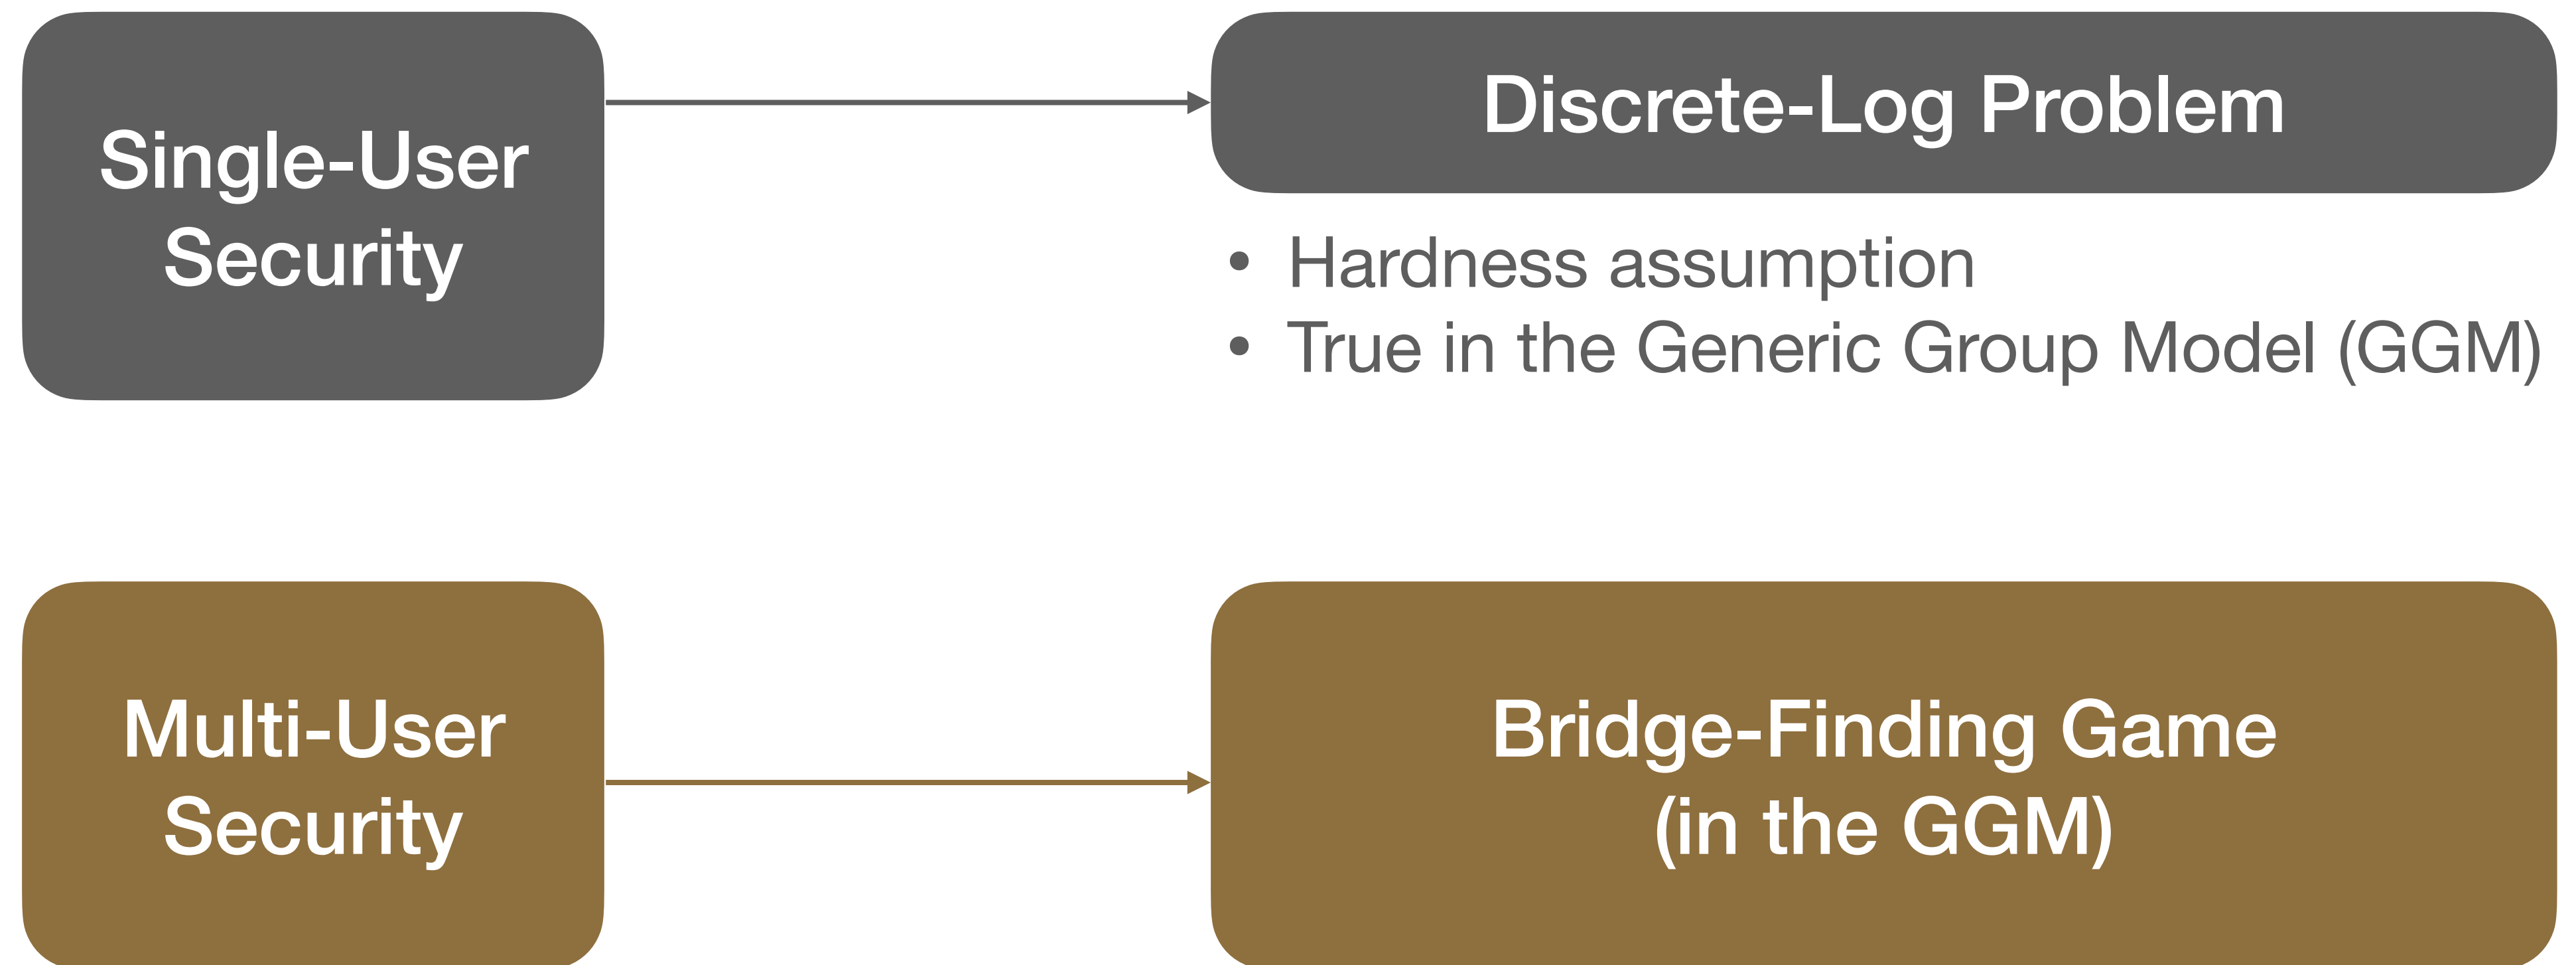 Single-User
Security
Discrete-Log Problem
• Hardness assumption
• True in the Generic Group Model (GGM)
Multi-User
Security
Bridge-Finding Game
(in the GGM)